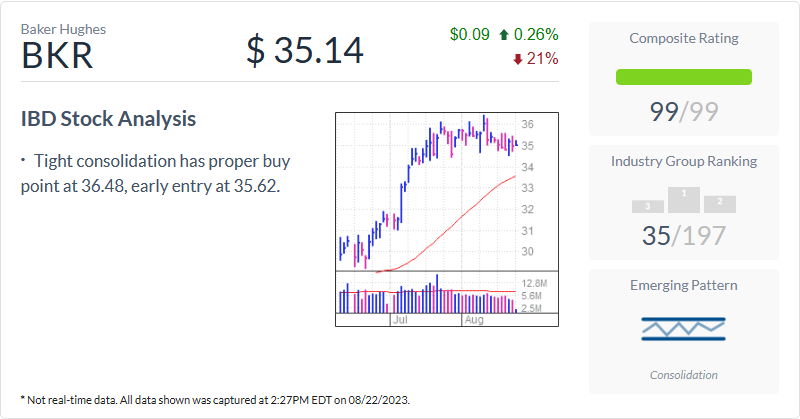 Baker Hughes
BKR
$ 35.14
$0.09 0.26%
21%
IBD Stock Analysis
· Tight consolidation has proper buy
point at 36.48, early entry at 35.62.
36
35
34
33
32
31
30
12.8M
5.6M
2.5M
Jul Aug
Composite Rating
99/99
Industry Group Ranking
3 1 2
35/197
Emerging Pattern
Consolidation
* Not real-time data. All data shown was captured at 2:27PM EDT on 08/22/2023.